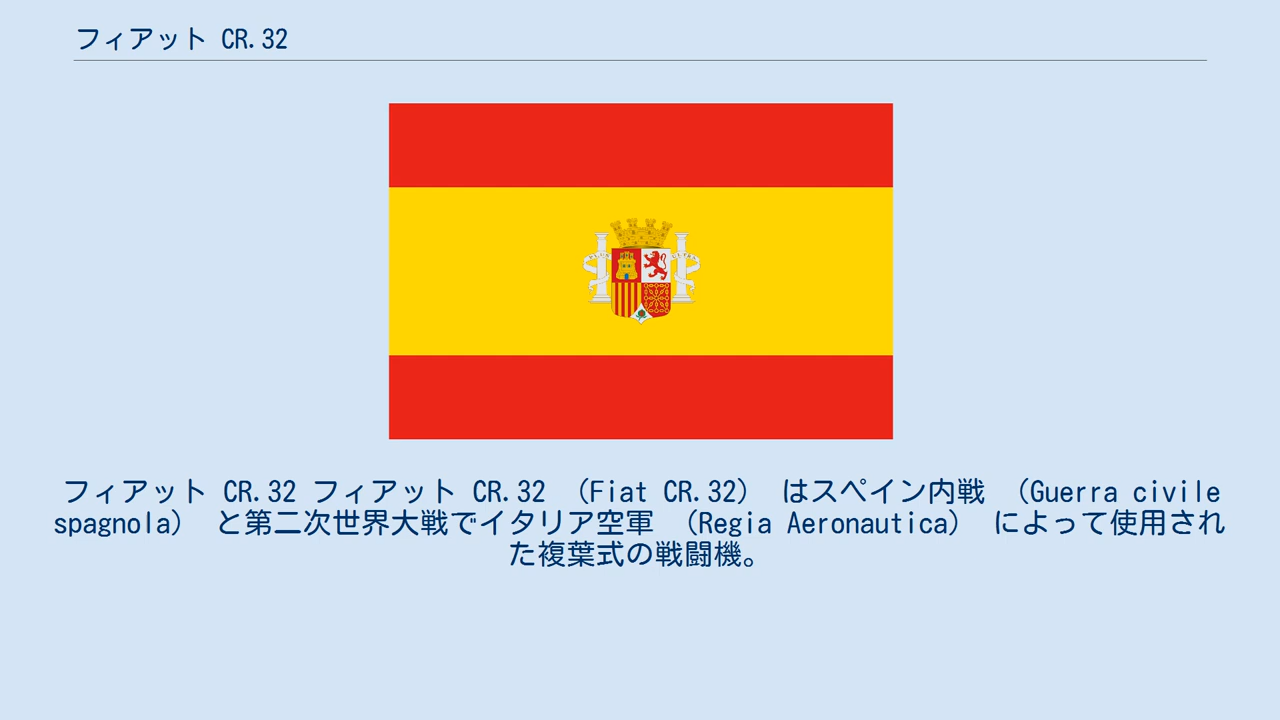 フィアット CR.32
フィアット CR.32 フィアット CR.32 （Fiat CR.32） はスペイン内戦 （Guerra civile
spagnola） と第二次世界大戦でイタリア空軍 （Regia Aeronautica） によって使用され
た複葉式の戦闘機。